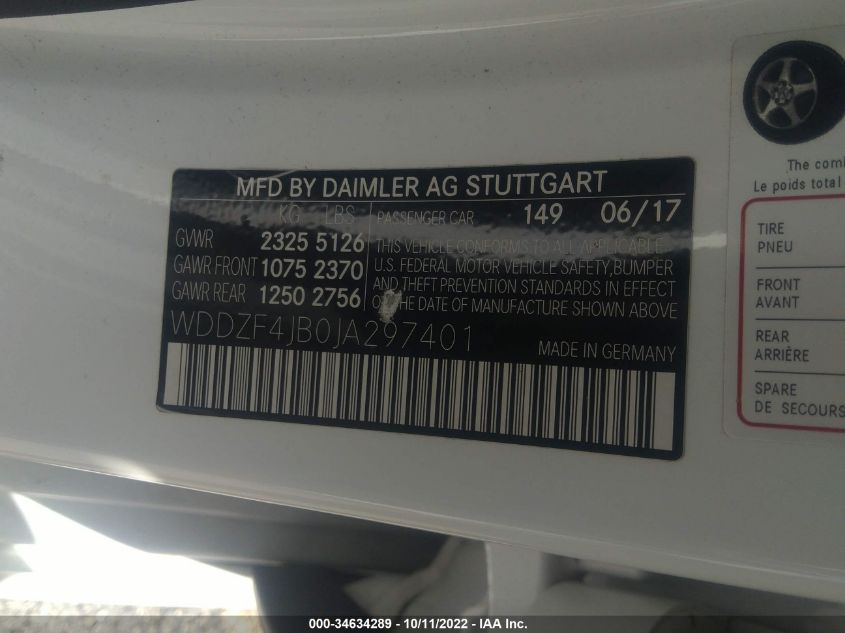 MFD BY DAIMLER AG STUTTGART
KG LBS
PASSENGER CAR 149 06/17
GVWR 2325 5126
GAWR FRONT 1075 2370
GAWR REAR 1250 2756
THIS VEHICLE CONFORMS TO ALL APPLICABLE
U.S. FEDERAL MOTOR VEHICLE SAFETY,BUMPER
AND THEFT PREVENTION STANDARDS IN EFFECT
ON THE DATE OF MANUFACTURE SHOWN ABOVE
WDDZF4JB0JA297401
MADE IN GERMANY
The com
Le poids total
TIRE
PNEU
FRONT
AVANT
REAR
ARRIÈRE
SPARE
DE SECOURS
000-34634289 - 10/11/2022 - IAA Inc.